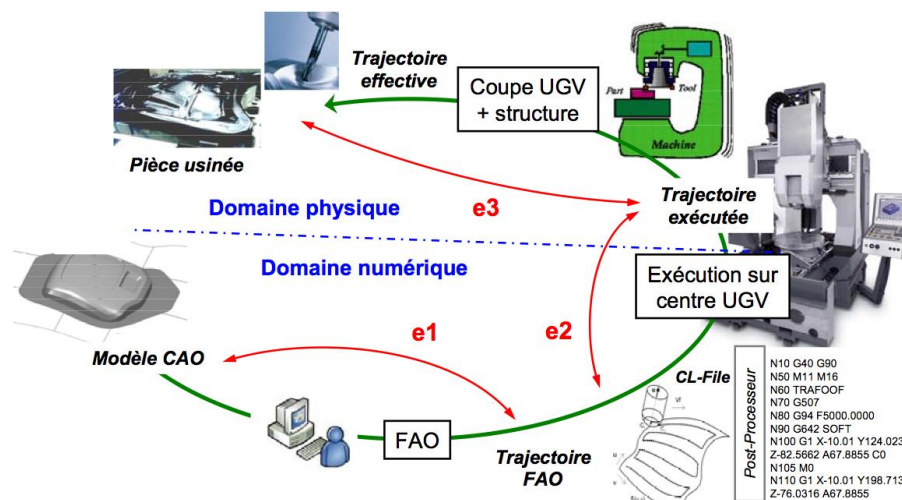 Trajectoire
effective
Coupe UGV
+ structure
Part
Tool
Machine
Pièce usinée
Trajectoire
exécutée
Domaine physique
e3
Domaine numérique
Exécution sur
centre UGV
e1
e2
Modèle CAO
CL-File
FAO
Trajectoire
FAO
Post-Processeur
N10 G40 G90
N50 M11 M16
N60 TRAFOOF
N70 G507
N80 G94 F5000.0000
N90 G642 SOFT
N100 G1 X-10.01 Y124.023
Z-82.5662 A67.8855 C0
N105 M0
N110 G1 X-10.01 Y198.713
Z-76.0316 A67.8855